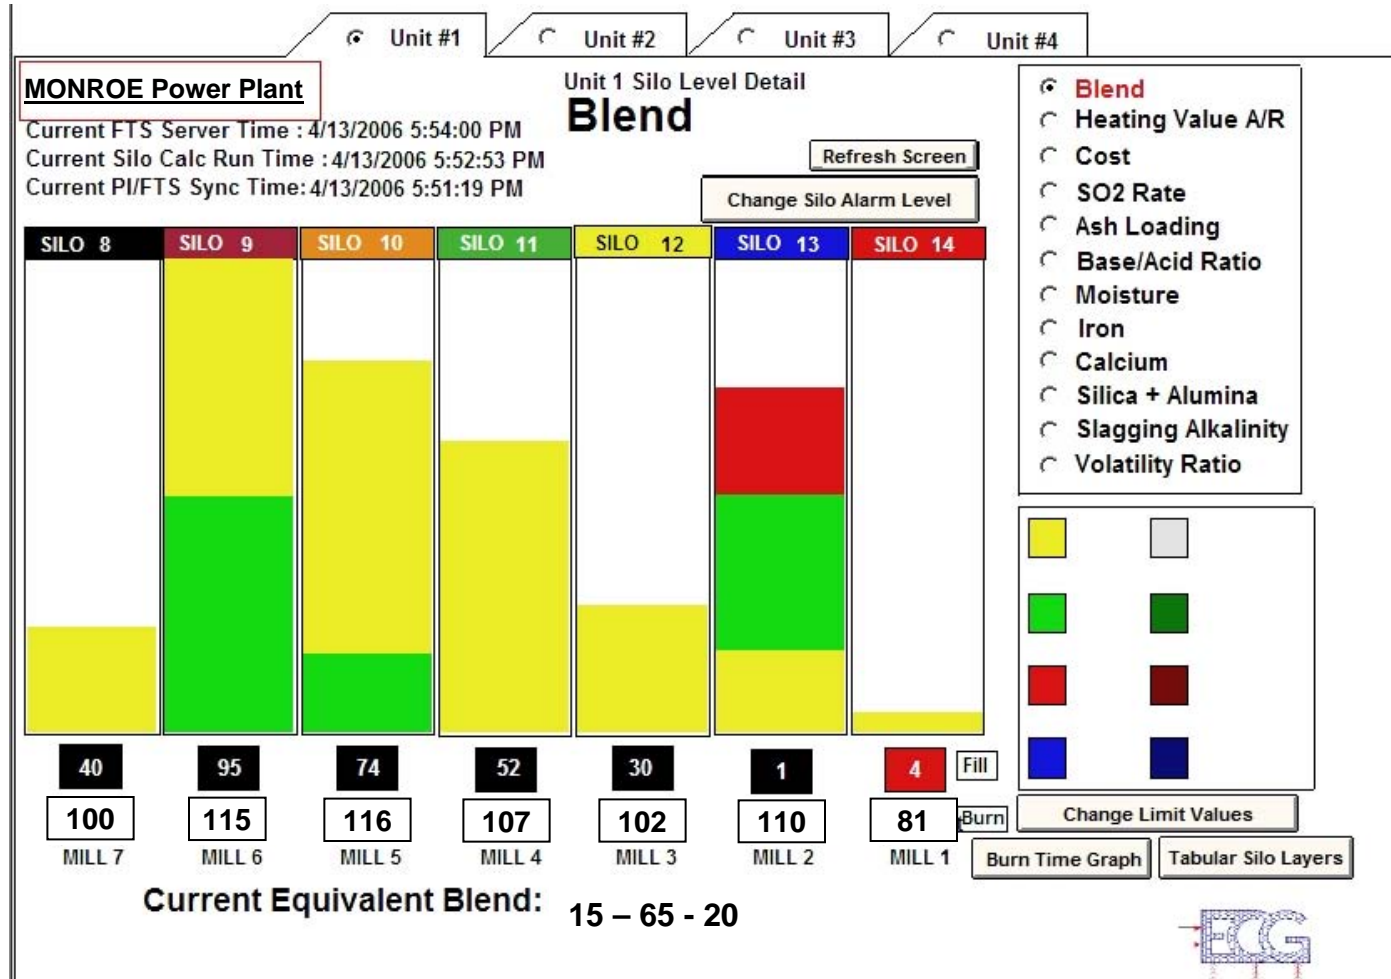 Unit #1 Unit #2 Unit #3 Unit #4
MONROE Power Plant
Unit 1 Silo Level Detail
Blend
Current FTS Server Time : 4/13/2006 5:54:00 PM
Current Silo Calc Run Time : 4/13/2006 5:52:53 PM
Current PI/FTS Sync Time: 4/13/2006 5:51:19 PM
Refresh Screen
Change Silo Alarm Level
Blend
Heating Value A/R
Cost
SO2 Rate
Ash Loading
Base/Acid Ratio
Moisture
Iron
Calcium
Silica + Alumina
Slagging Alkalinity
Volatility Ratio
SILO 8 SILO 9 SILO 10 SILO 11 SILO 12 SILO 13 SILO 14
40 95 74 52 30 1 4 Fill
100 115 116 107 102 110 81 Burn
MILL 7 MILL 6 MILL 5 MILL 4 MILL 3 MILL 2 MILL 1
Change Limit Values
Burn Time Graph Tabular Silo Layers
Current Equivalent Blend: 15 – 65 - 20
ECG